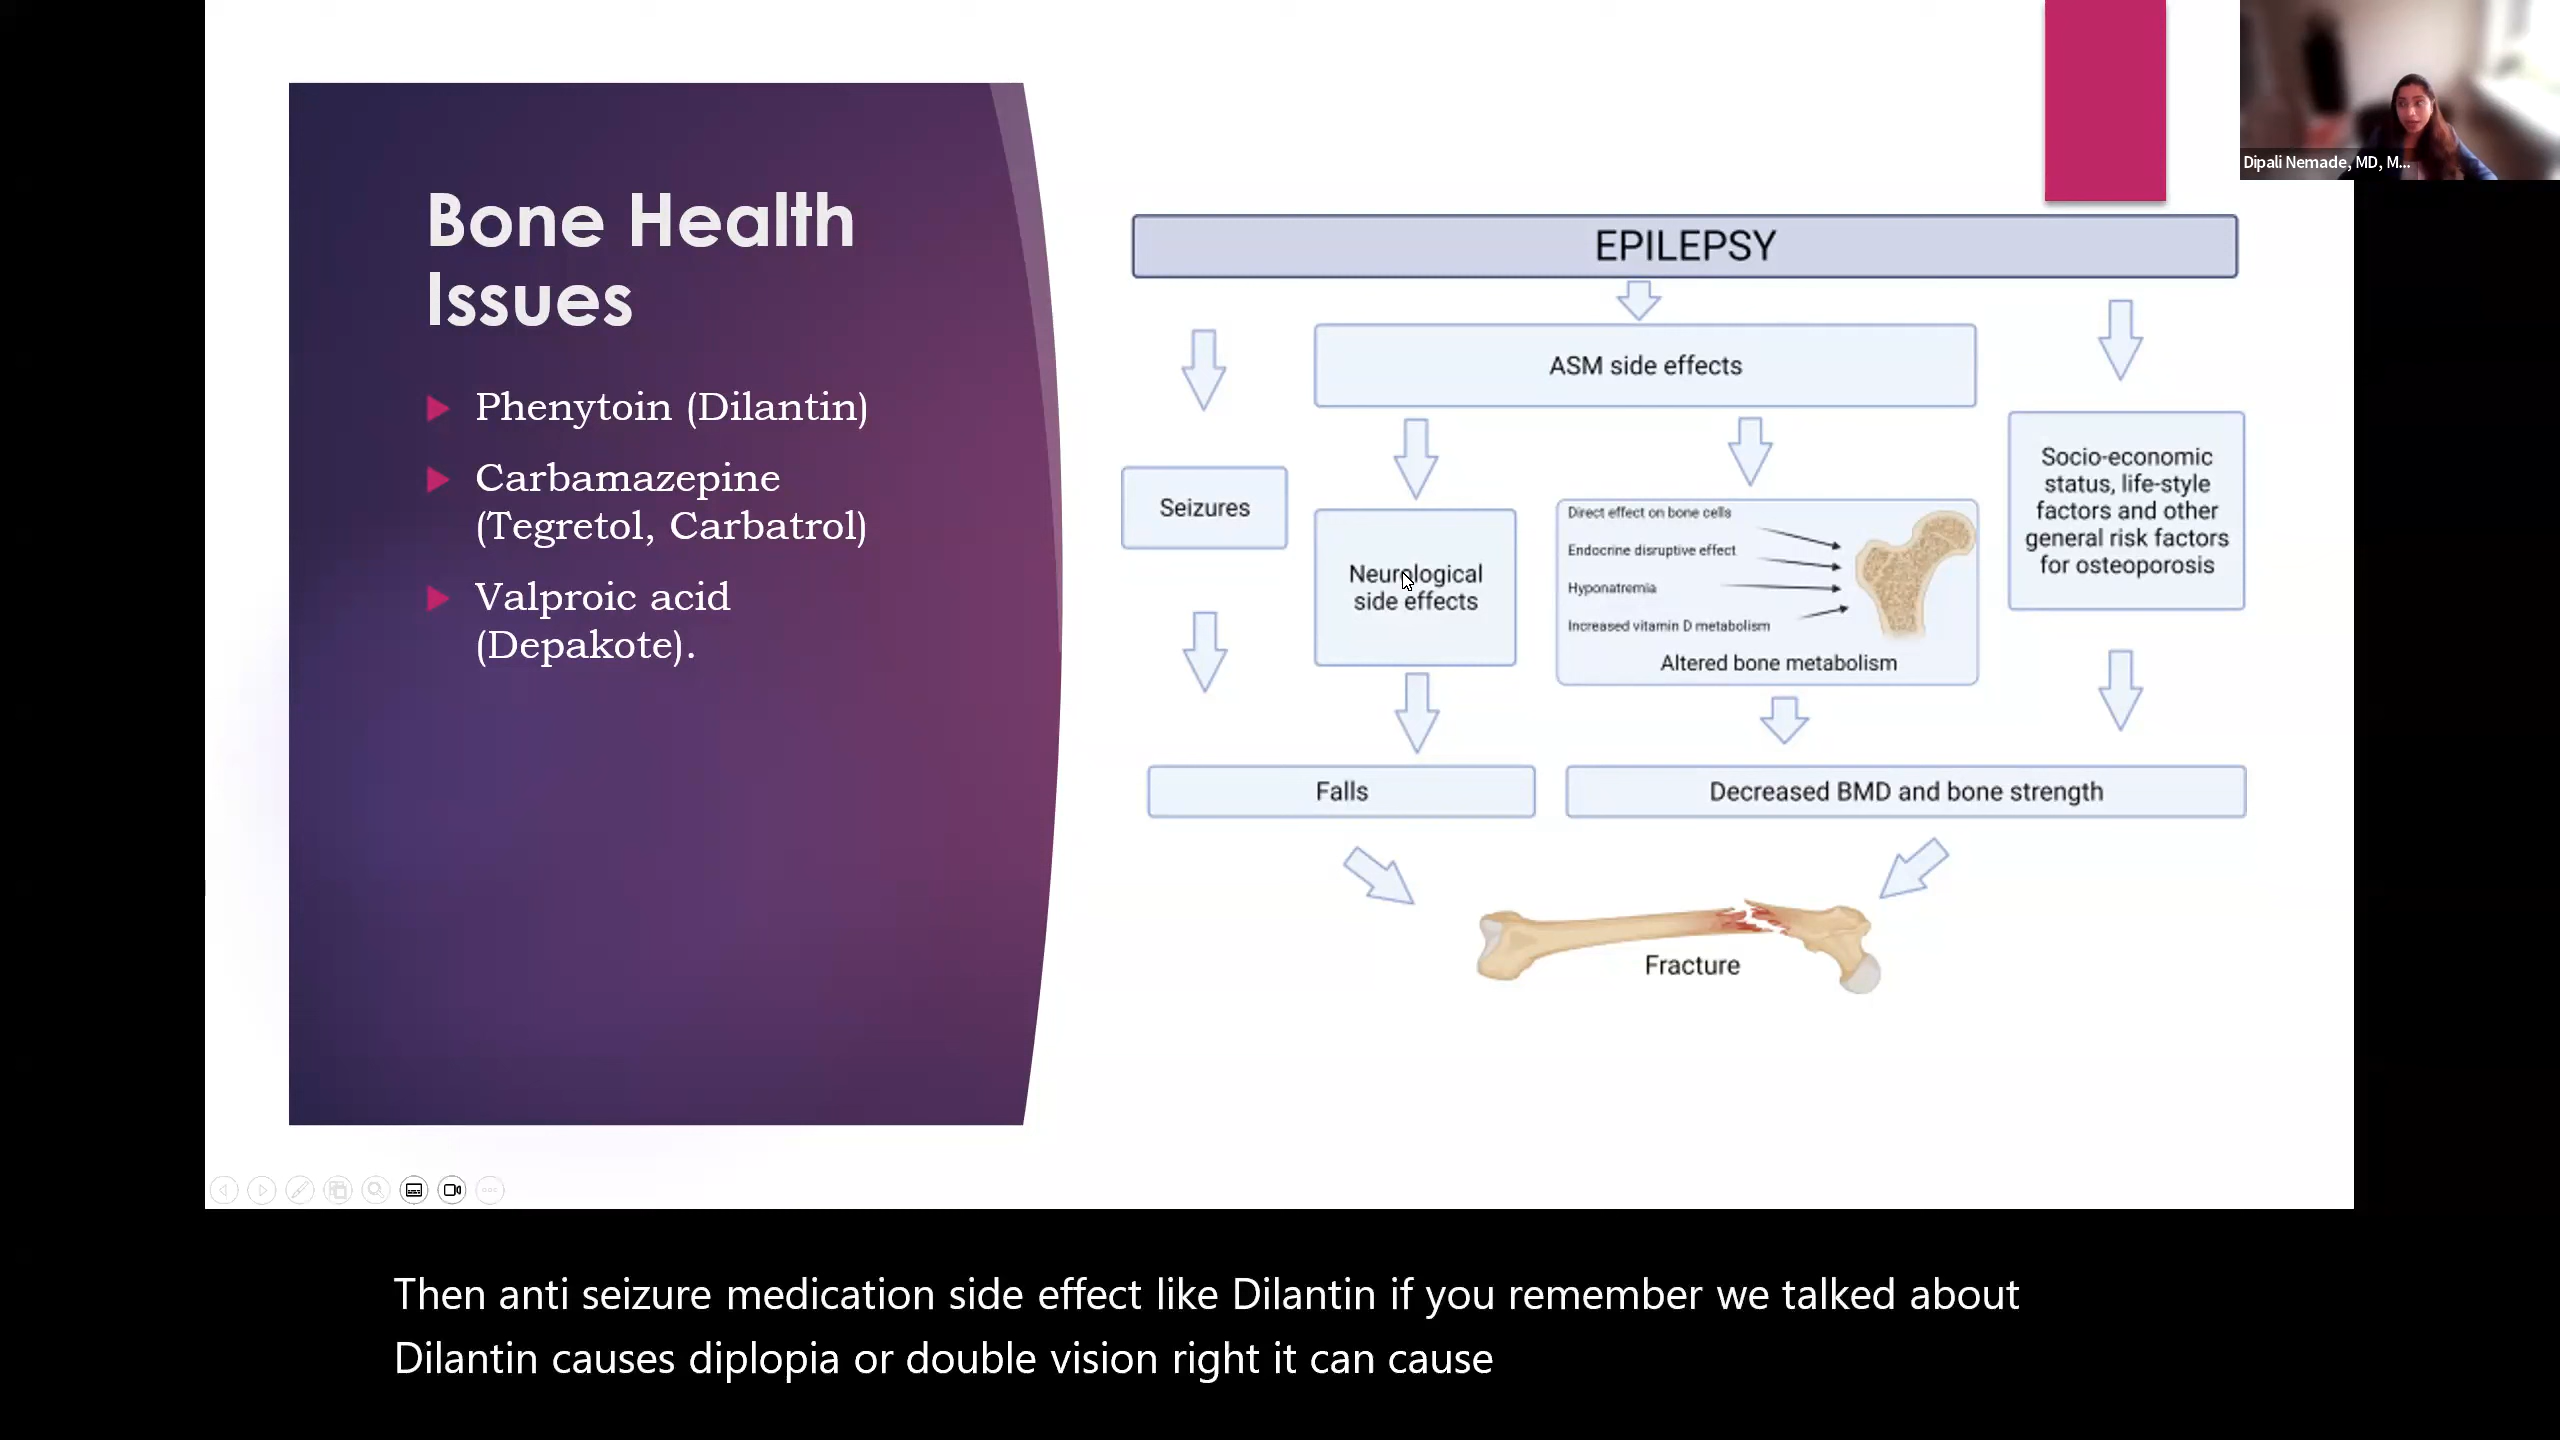 Bone Health
Issues
Phenytoin (Dilantin)
Carbamazepine
(Tegretol, Carbatrol)
Valproic acid
(Depakote).
EPILEPSY
ASM side effects
Seizures
Neurological
side effects
Direct effect on bone cells
Endocrine disruptive effect
Hyponatremia
Increased vitamin D metabolism
Altered bone metabolism
Socio-economic
status, life-style
factors and other
general risk factors
for osteoporosis
Falls
Decreased BMD and bone strength
Fracture
Dipali Nemade, MD, M...
Then anti seizure medication side effect like Dilantin if you remember we talked about
Dilantin causes diplopia or double vision right it can cause